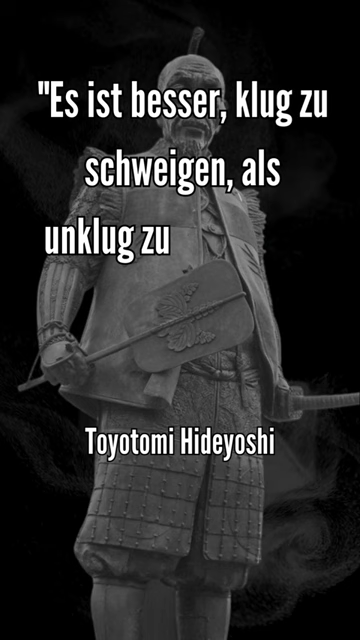 "Es ist besser, klug zu
schweigen, als
unklug zu
Toyotomi Hideyoshi